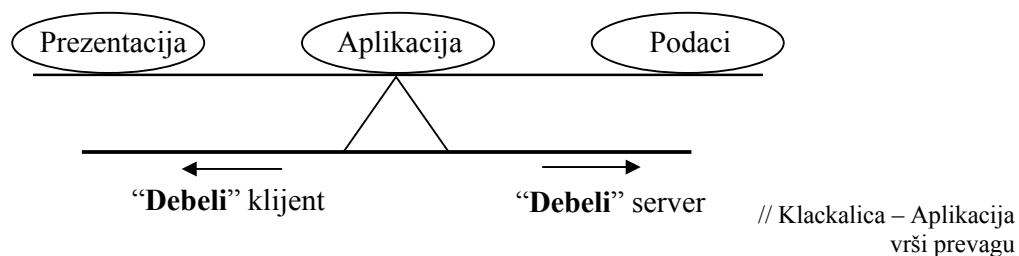 Prezentacija Aplikacija Podaci
“Debeli” klijent “Debeli” server
// Klackalica – Aplikacija
vrši prevagu